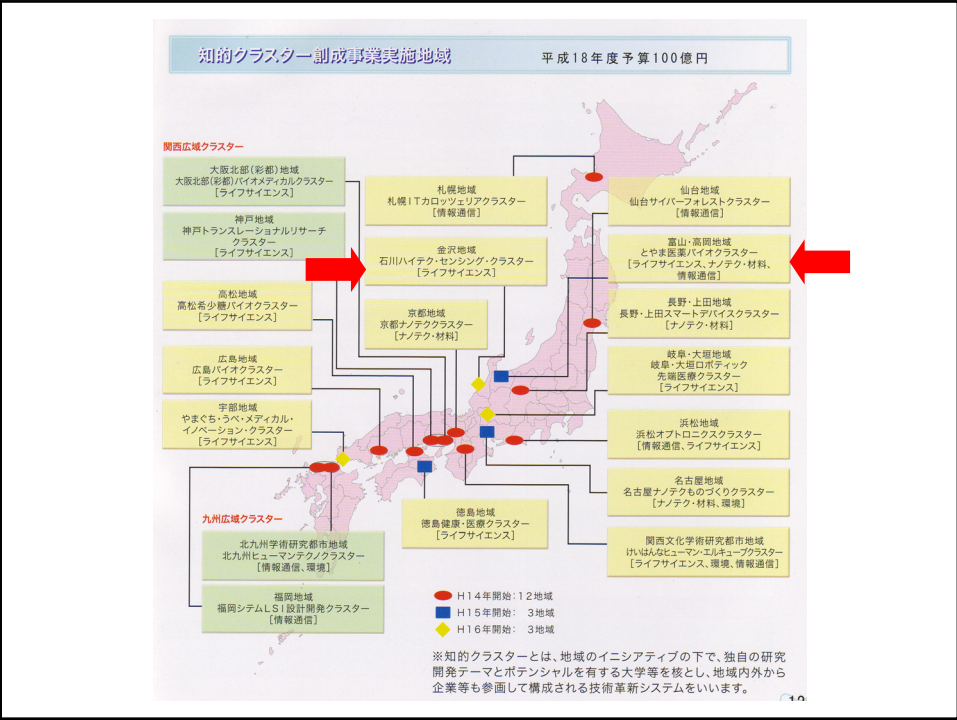 知的クラスター創成事業実施地域
平成18年度予算100億円
関西広域クラスター
大阪北部(彩都)地域
大阪北部(彩都)バイオメディカルクラスター
[ライフサイエンス]
神戸地域
神戸トランスレーショナルリサーチ
クラスター
[ライフサイエンス]
高松地域
高松希少糖バイオクラスター
[ライフサイエンス]
広島地域
広島バイオクラスター
[ライフサイエンス]
宇部地域
やまぐち・うべ・メディカル・
イノベーション・クラスター
[ライフサイエンス]
札幌地域
札幌ITカロッツェリアクラスター
[情報通信]
金沢地域
石川ハイテク・センシング・クラスター
[ライフサイエンス]
京都地域
京都ナノテククラスター
[ナノテク・材料]
仙台地域
仙台サイバーフォレストクラスター
[情報通信]
富山・高岡地域
とやま医薬バイオクラスター
[ライフサイエンス、ナノテク・材料、
情報通信]
長野・上田地域
長野・上田スマートデバイスクラスター
[ナノテク・材料]
岐阜・大垣地域
岐阜・大垣ロボティック
先端医療クラスター
[ライフサイエンス]
浜松地域
浜松オプトロニクスクラスター
[情報通信、ライフサイエンス]
名古屋地域
名古屋ナノテクものづくりクラスター
[ナノテク・材料、環境]
関西文化学術研究都市地域
けいはんなヒューマン・エルキューブクラスター
[ライフサイエンス、環境、情報通信]
徳島地域
徳島健康・医療クラスター
[ライフサイエンス]
九州広域クラスター
北九州学術研究都市地域
北九州ヒューマンテクノクラスター
[情報通信、環境]
福岡地域
福岡システムLSI設計開発クラスター
[情報通信]
H14年開始:12地域
H15年開始: 3地域
H16年開始: 3地域
※知的クラスターとは、地域のイニシアティブの下で、独自の研究
開発テーマとポテンシャルを有する大学等を核とし、地域内外から
企業等も参画して構成される技術革新システムをいいます。